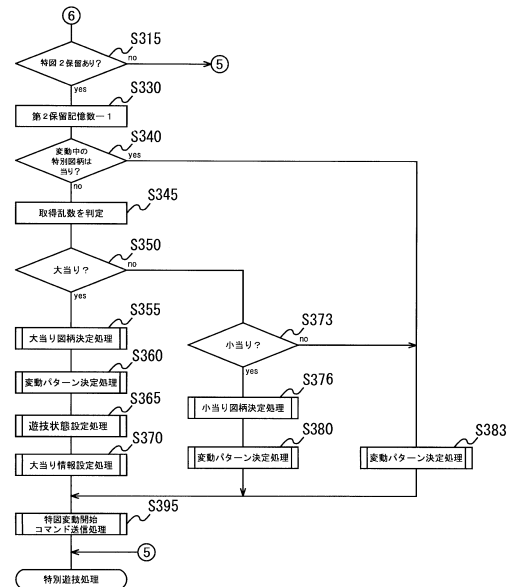 ⑥
S315
特図2保留あり?
no
⑤
yes
S330
第2保留記憶数−1
S340
変動中の
特別図柄は
当り?
yes
no
S345
取得乱数を判定
S350
大当り?
no
yes
S355
大当り図柄決定処理
S373
小当り?
no
yes
S360
変動パターン決定処理
S376
小当り図柄決定処理
S365
遊技状態設定処理
S380
変動パターン決定処理
S383
変動パターン決定処理
S370
大当り情報設定処理
S395
特図変動開始
コマンド送信処理
⑤
特別遊技処理